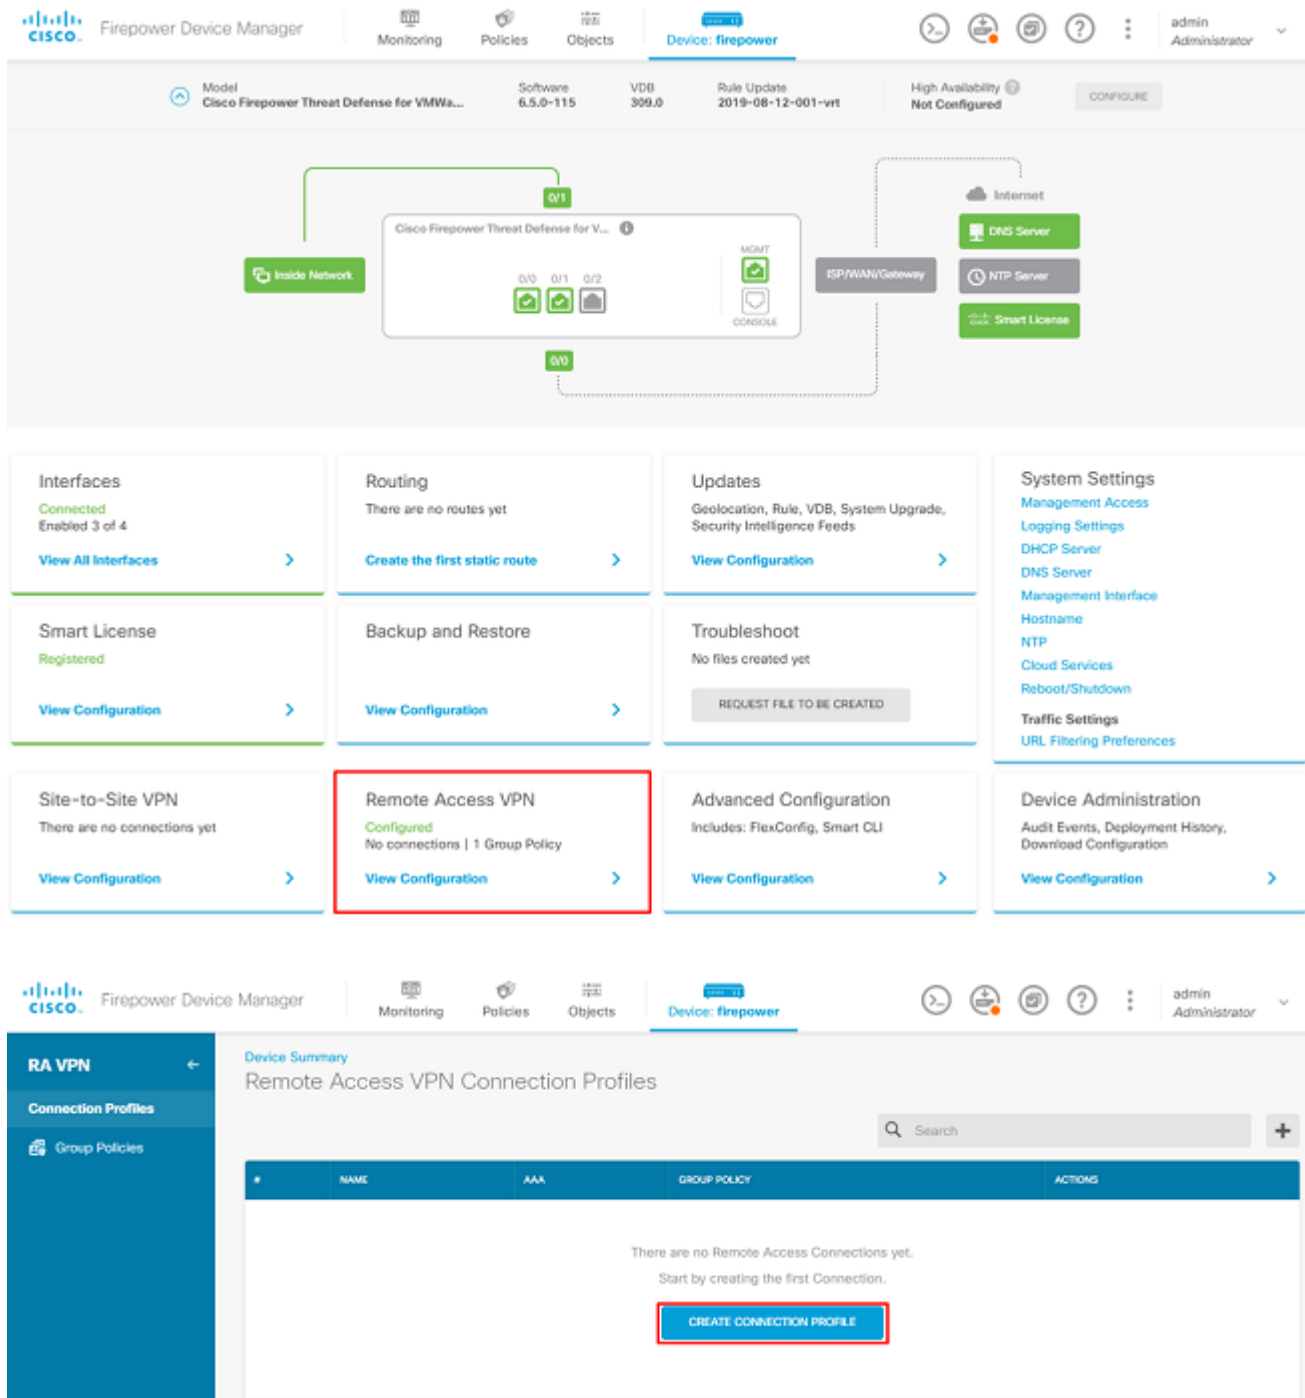 CISCO
Firepower Device Manager
Monitoring
Policies
Objects
Device: firepower
admin
Administrator
Model
Cisco Firepower Threat Defense for VMWa...
Software
6.5.0-115
VDB
309.0
Rule Update
2019-08-12-001-vrt
High Availability
Not Configured
CONFIGURE
0/1
Internet
Cisco Firepower Threat Defense for V...
DNS Server
MGMT
Inside Network
0/0 0/1 0/2
ISP/WAN/Gateway
NTP Server
CONSOLE
Smart License
0/0
Interfaces
Connected
Enabled 3 of 4
View All Interfaces
Routing
There are no routes yet
Create the first static route
Updates
Geolocation, Rule, VDB, System Upgrade,
Security Intelligence Feeds
View Configuration
System Settings
Management Access
Logging Settings
DHCP Server
DNS Server
Management Interface
Hostname
NTP
Cloud Services
Reboot/Shutdown
Traffic Settings
URL Filtering Preferences
Smart License
Registered
View Configuration
Backup and Restore
View Configuration
Troubleshoot
No files created yet
REQUEST FILE TO BE CREATED
Site-to-Site VPN
There are no connections yet
View Configuration
Remote Access VPN
Configured
No connections | 1 Group Policy
View Configuration
Advanced Configuration
Includes: FlexConfig, Smart CLI
View Configuration
Device Administration
Audit Events, Deployment History,
Download Configuration
View Configuration
CISCO
Firepower Device Manager
Monitoring
Policies
Objects
Device: firepower
admin
Administrator
RA VPN
Connection Profiles
Group Policies
Device Summary
Remote Access VPN Connection Profiles
Search
# NAME AAA GROUP POLICY ACTIONS
There are no Remote Access Connections yet.
Start by creating the first Connection.
CREATE CONNECTION PROFILE